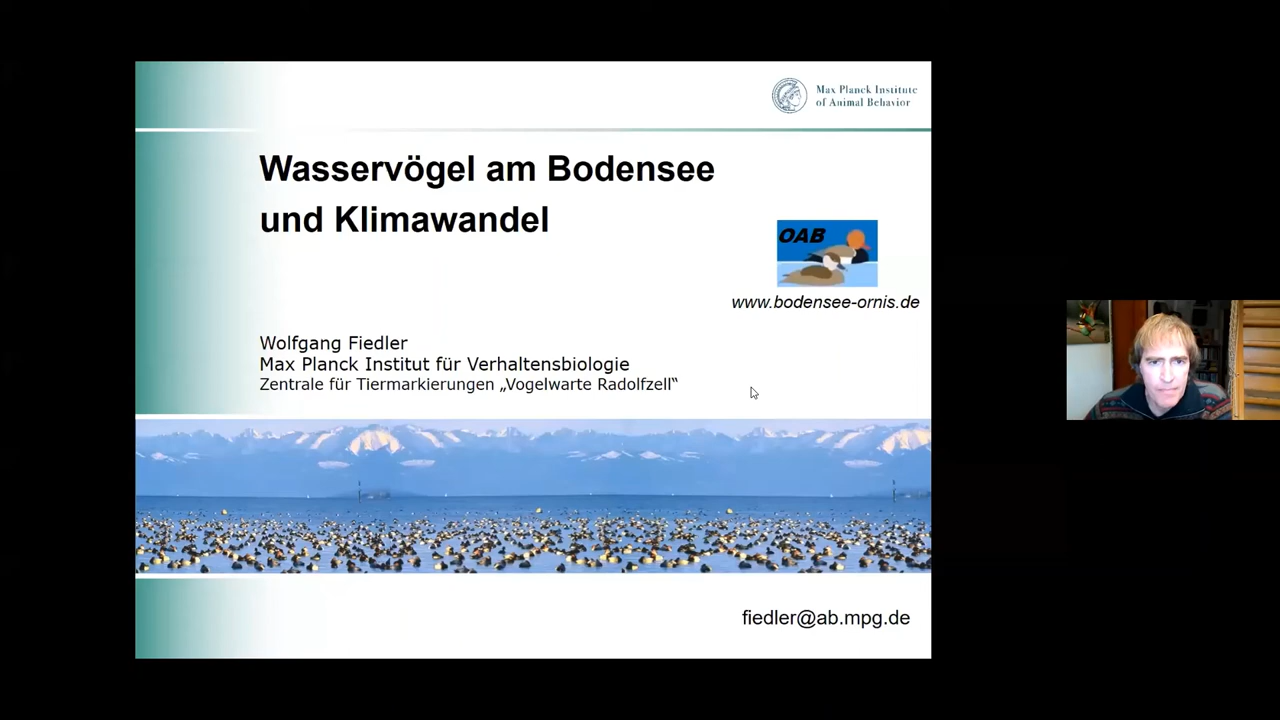 Max Planck Institute
of Animal Behavior
Wasservögel am Bodensee
und Klimawandel
OAB
www.bodensee-ornis.de
Wolfgang Fiedler
Max Planck Institut für Verhaltensbiologie
Zentrale für Tiermarkierungen „Vogelwarte Radolfzell“
fiedler@ab.mpg.de